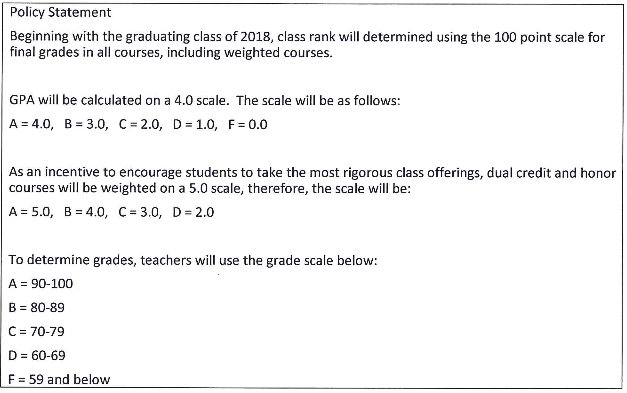 Policy Statement
Beginning with the graduating class of 2018, class rank will determined using the 100 point scale for
final grades in all courses, including weighted courses.
GPA will be calculated on a 4.0 scale.  The scale will be as follows:
A = 4.0,   B = 3.0,   C = 2.0,   D = 1.0,   F = 0.0
As an incentive to encourage students to take the most rigorous class offerings, dual credit and honor
courses will be weighted on a 5.0 scale, therefore, the scale will be:
A = 5.0,   B = 4.0,   C = 3.0,   D = 2.0
To determine grades, teachers will use the grade scale below:
A = 90-100
B = 80-89
C = 70-79
D = 60-69
F = 59 and below